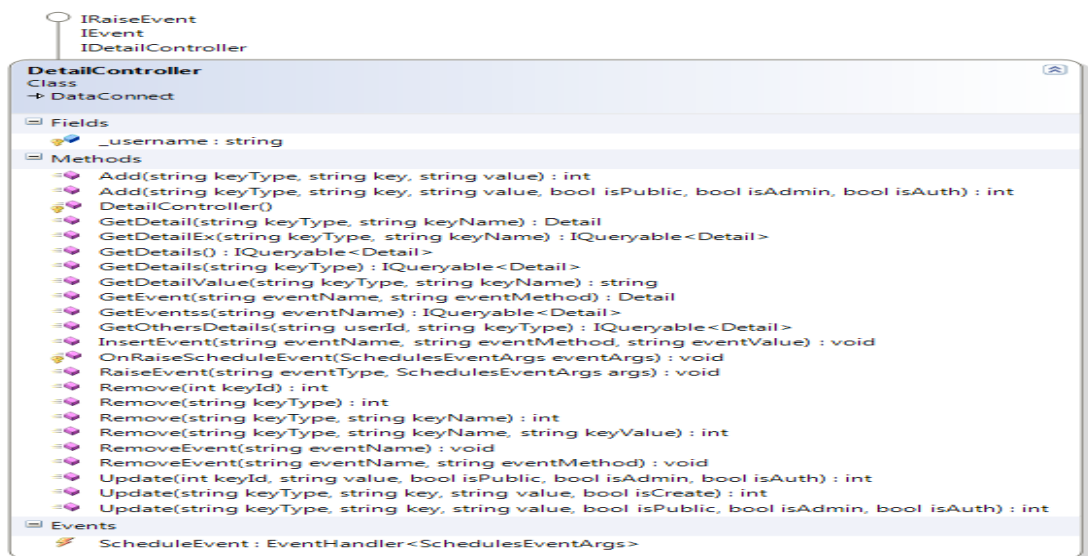 IRaiseEvent
IEvent
IDetailController
DetailController
Class
DataConnect
Fields
_username : string
Methods
Add(string keyType, string key, string value) : int
Add(string keyType, string key, string value, bool isPublic, bool isAdmin, bool isAuth) : int
DetailController()
GetDetail(string keyType, string keyName) : Detail
GetDetailEx(string keyType, string keyName) : IQueryable<Detail>
GetDetails() : IQueryable<Detail>
GetDetails(string keyType) : IQueryable<Detail>
GetDetailValue(string keyType, string keyName) : string
GetEvent(string eventName, string eventMethod) : Detail
GetEventss(string eventName) : IQueryable<Detail>
GetOthersDetails(string userId, string keyType) : IQueryable<Detail>
InsertEvent(string eventName, string eventMethod, string eventValue) : void
OnRaiseScheduleEvent(SchedulesEventArgs eventArgs) : void
RaiseEvent(string eventType, SchedulesEventArgs args) : void
Remove(int keyId) : int
Remove(string keyType) : int
Remove(string keyType, string keyName) : int
Remove(string keyType, string keyName, string keyValue) : int
RemoveEvent(string eventName) : void
RemoveEvent(string eventName, string eventMethod) : void
Update(int keyId, string value, bool isPublic, bool isAdmin, bool isAuth) : int
Update(string keyType, string key, string value, bool isCreate) : int
Update(string keyType, string key, string value, bool isPublic, bool isAdmin, bool isAuth) : int
Events
ScheduleEvent : EventHandler<SchedulesEventArgs>